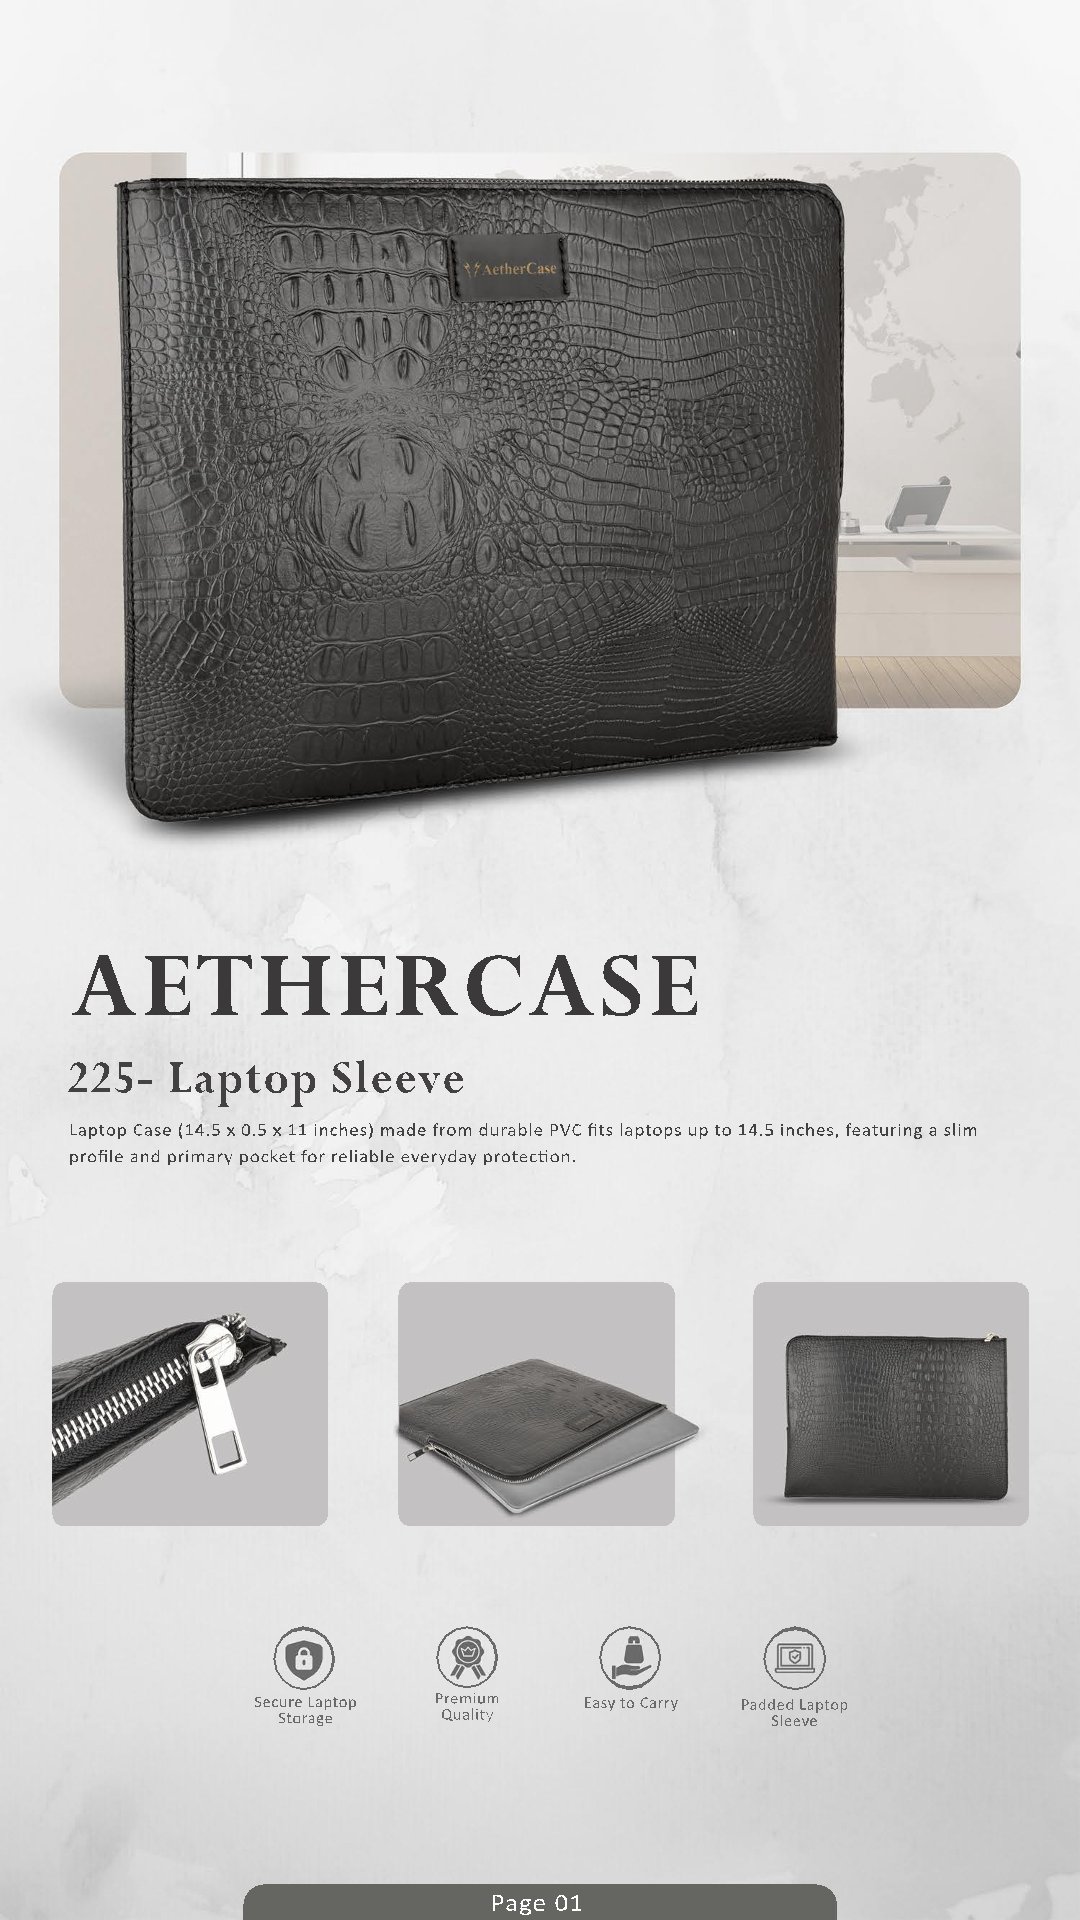 AetherCase
AETHERCASE
225- Laptop Sleeve
Laptop Case (14.5 x 0.5 x 11 inches) made from durable PVC fits laptops up to 14.5 inches, featuring a slim
profile and primary pocket for reliable everyday protection.
Secure Laptop
Storage
Premium
Quality
Easy to Carry
Padded Laptop
Sleeve
Page 01